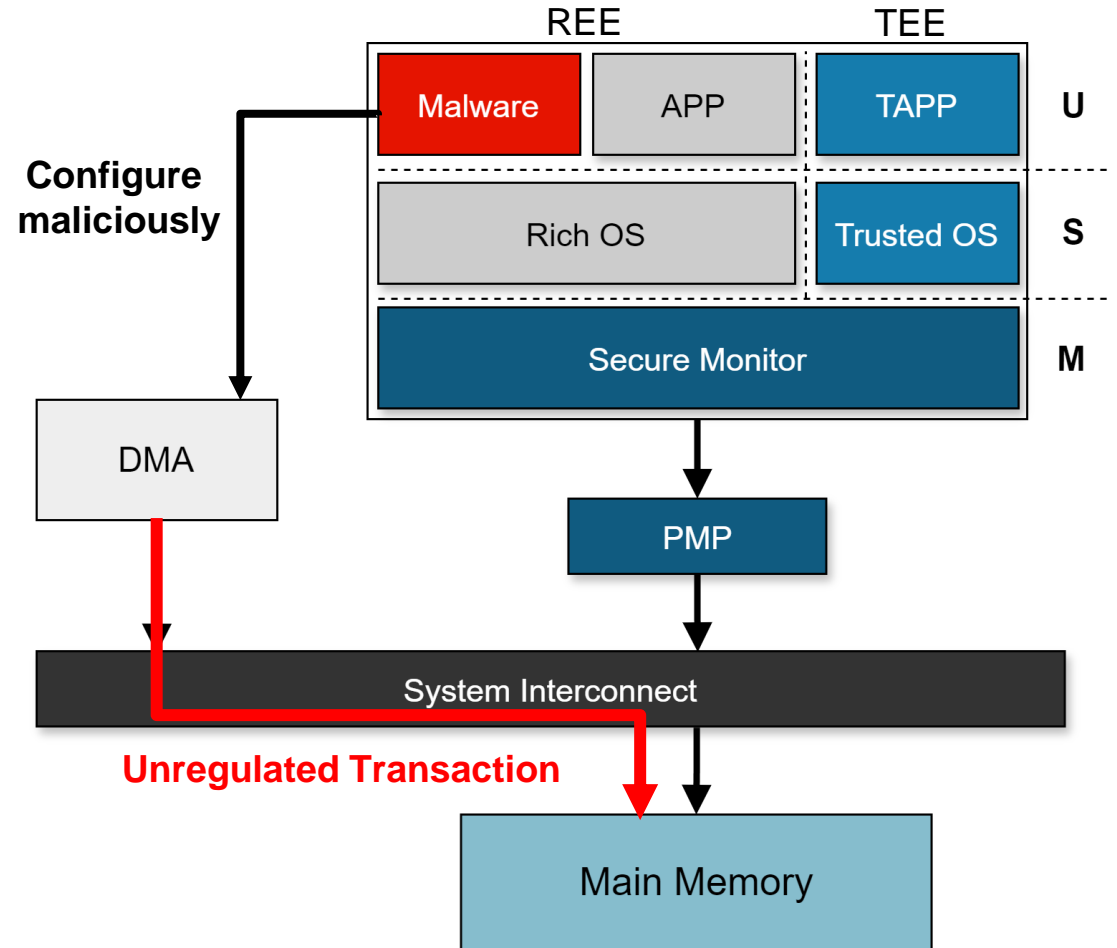 REE
TEE
Malware
APP
TAPP
U
Configure
maliciously
Rich OS
Trusted OS
S
Secure Monitor
M
DMA
PMP
System Interconnect
Unregulated Transaction
Main Memory